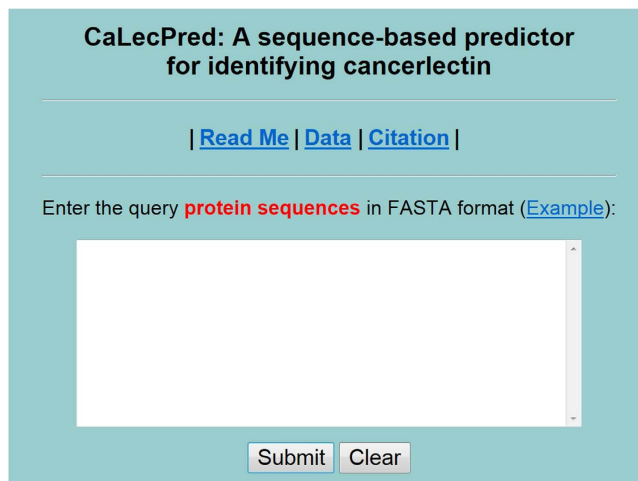 CaLecPred: A sequence-based predictor
for identifying cancerlectin
| Read Me | Data | Citation |
Enter the query protein sequences in FASTA format (Example):
Submit Clear